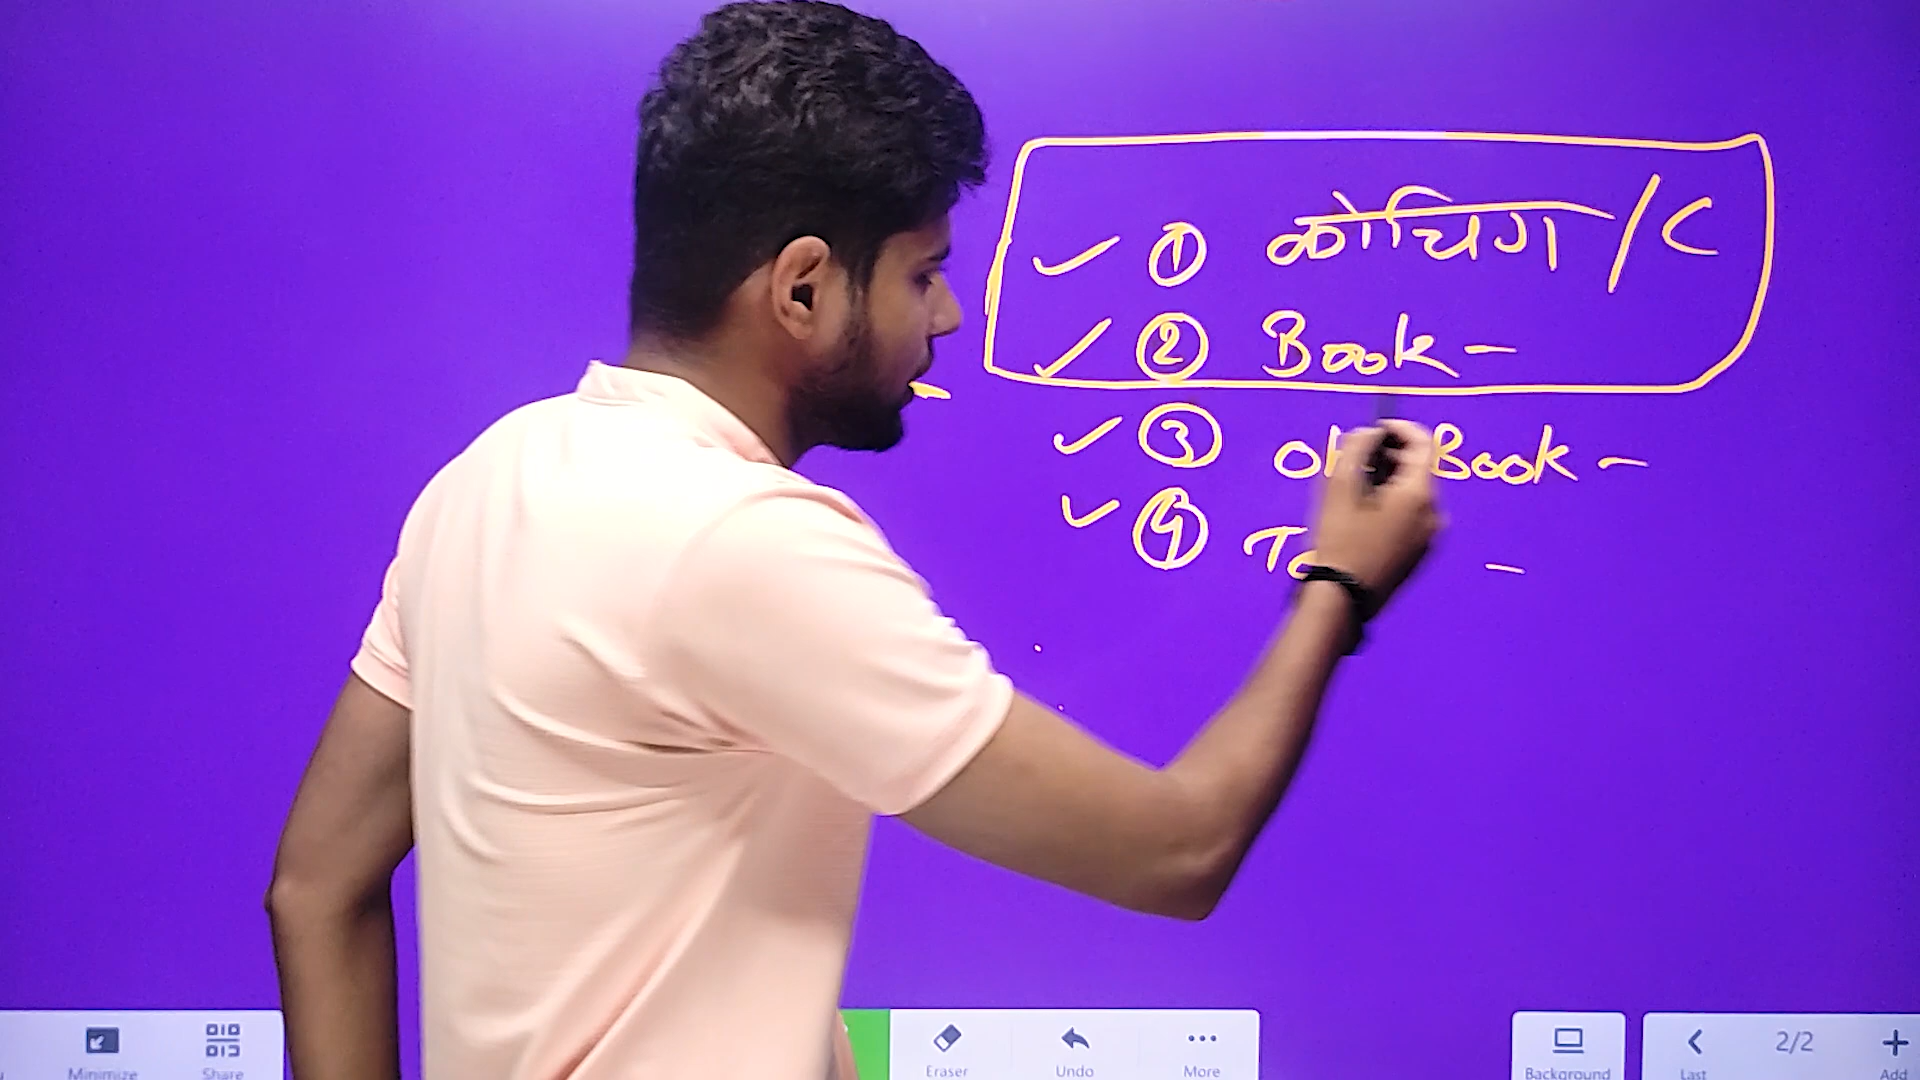 ✓ ① कोचिंग / C
✓ ② Book -
✓ ③ Book -
✓ ④ -
Minimize
Share
Eraser
Undo
More
Background
Last
2/2
Add